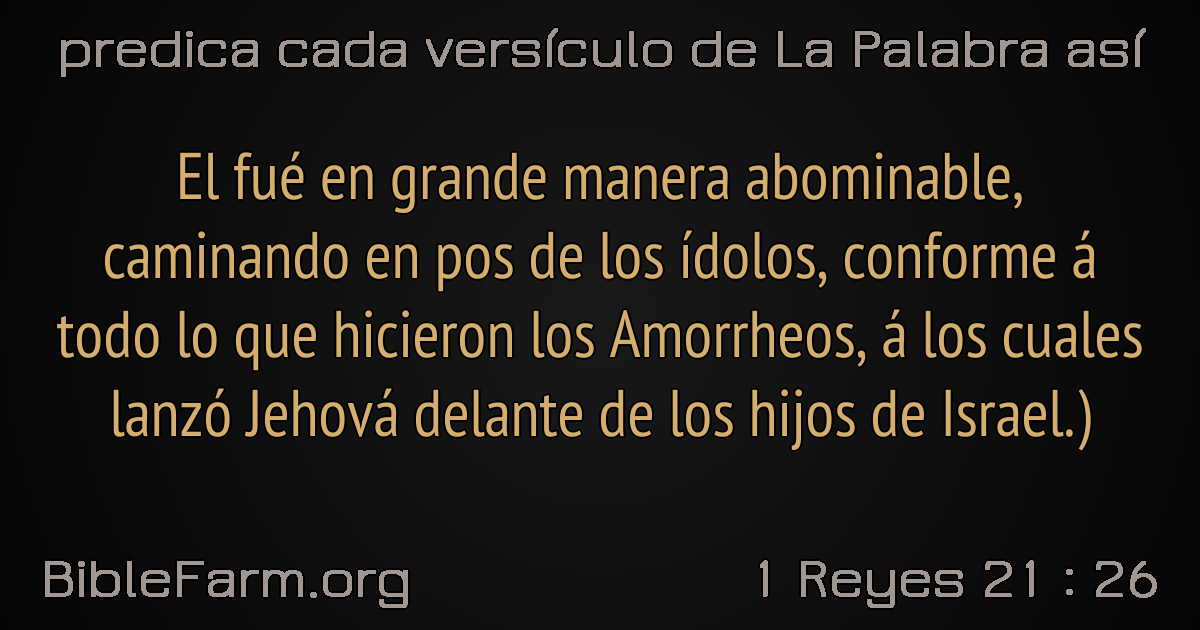 predica cada versículo de La Palabra así
El fué en grande manera abominable,
caminando en pos de los ídolos, conforme á
todo lo que hicieron los Amorrheos, á los cuales
lanzó Jehová delante de los hijos de Israel.)
BibleFarm.org
1 Reyes 21 : 26